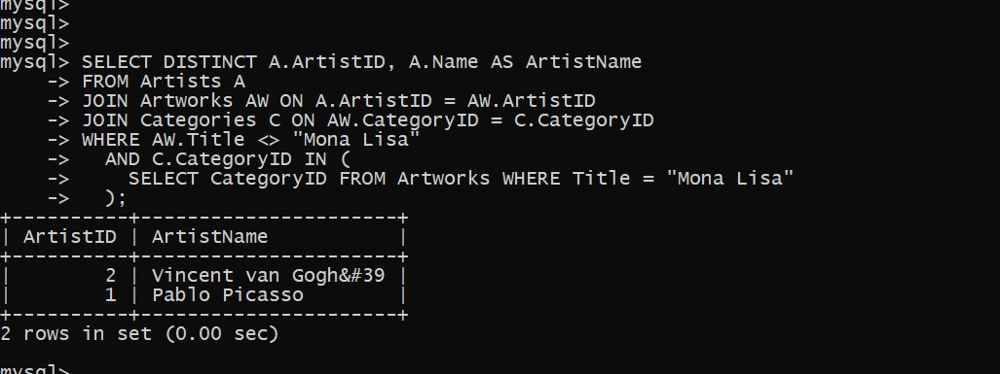 mysql>
mysql>
mysql>
mysql> SELECT DISTINCT A.ArtistID, A.Name AS ArtistName
    -> FROM Artists A
    -> JOIN Artworks AW ON A.ArtistID = AW.ArtistID
    -> JOIN Categories C ON AW.CategoryID = C.CategoryID
    -> WHERE AW.Title <> "Mona Lisa"
    ->   AND C.CategoryID IN (
    ->     SELECT CategoryID FROM Artworks WHERE Title = "Mona Lisa"
    ->   );
+----------+----------------------+
| ArtistID | ArtistName           |
+----------+----------------------+
|        2 | Vincent van Gogh&#39 |
|        1 | Pablo Picasso        |
+----------+----------------------+
2 rows in set (0.00 sec)
mysql>